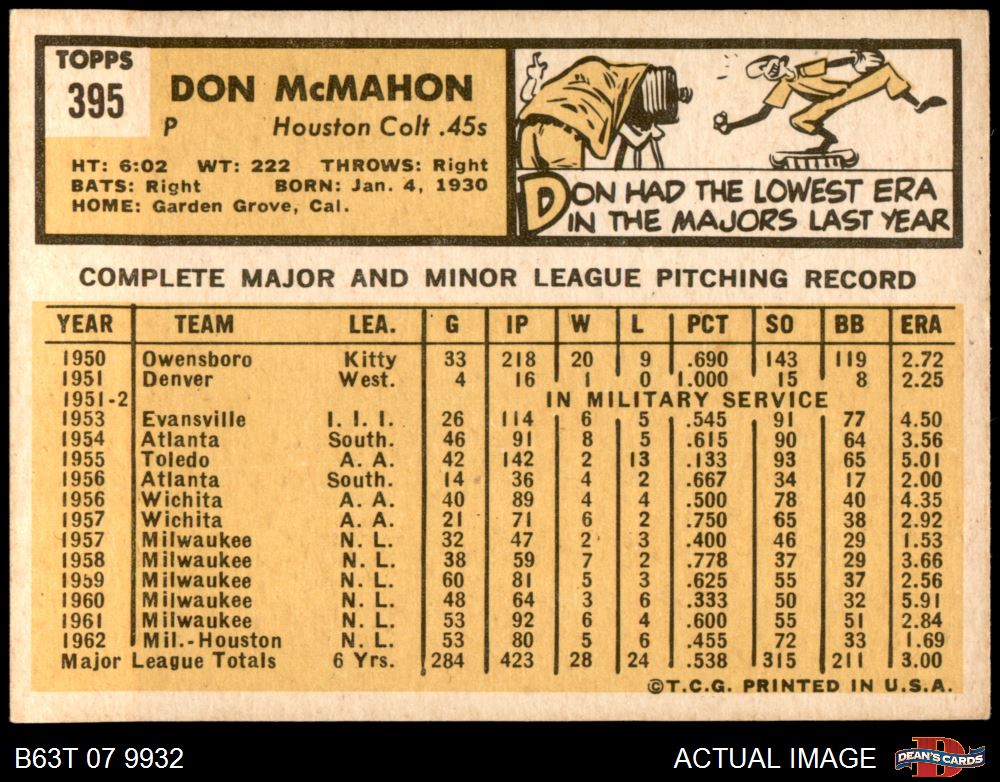 TOPPS
395
DON McMAHON
P Houston Colt .45s
HT: 6:02 WT: 222 THROWS: Right
BATS: Right BORN: Jan. 4, 1930
HOME: Garden Grove, Cal.
DON HAD THE LOWEST ERA
IN THE MAJORS LAST YEAR
COMPLETE MAJOR AND MINOR LEAGUE PITCHING RECORD
YEAR TEAM LEA. G IP W L PCT SO BB ERA
1950 Owensboro Kitty 33 218 20 9 .690 143 119 2.72
1951 Denver West. 4 16 1 0 1.000 15 8 2.25
1951-2 IN MILITARY SERVICE
1953 Evansville I. I. I. 26 114 6 5 .545 91 77 4.50
1954 Atlanta South. 46 91 8 5 .615 90 64 3.56
1955 Toledo A. A. 42 142 2 13 .133 93 65 5.01
1956 Atlanta South. 14 36 4 2 .667 34 17 2.00
1956 Wichita A. A. 40 89 4 4 .500 78 40 4.35
1957 Wichita A. A. 21 71 6 2 .750 65 38 2.92
1957 Milwaukee N. L. 32 47 2 3 .400 46 29 1.53
1958 Milwaukee N. L. 38 59 7 2 .778 37 29 3.66
1959 Milwaukee N. L. 60 81 5 3 .625 55 37 2.56
1960 Milwaukee N. L. 48 64 3 6 .333 50 32 5.91
1961 Milwaukee N. L. 53 92 6 4 .600 55 51 2.84
1962 Mil.-Houston N. L. 53 80 5 6 .455 72 33 1.69
Major League Totals 6 Yrs. 284 423 28 24 .538 315 211 3.00
©T.C.G. PRINTED IN U.S.A.
B63T 07 9932 ACTUAL IMAGE
DEAN'S CARDS